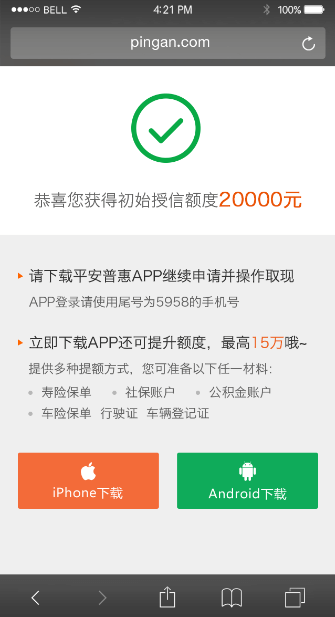 BELL 4:21 PM 100%
pingan.com
恭喜您获得初始授信额度20000元
请下载平安普惠APP继续申请并操作取现
APP登录请使用尾号为5958的手机号
立即下载APP还可提升额度，最高15万哦~
提供多种提额方式，您可准备以下任一材料：
寿险保单 社保账户 公积金账户
车险保单 行驶证 车辆登记证
iPhone下载 Android下载